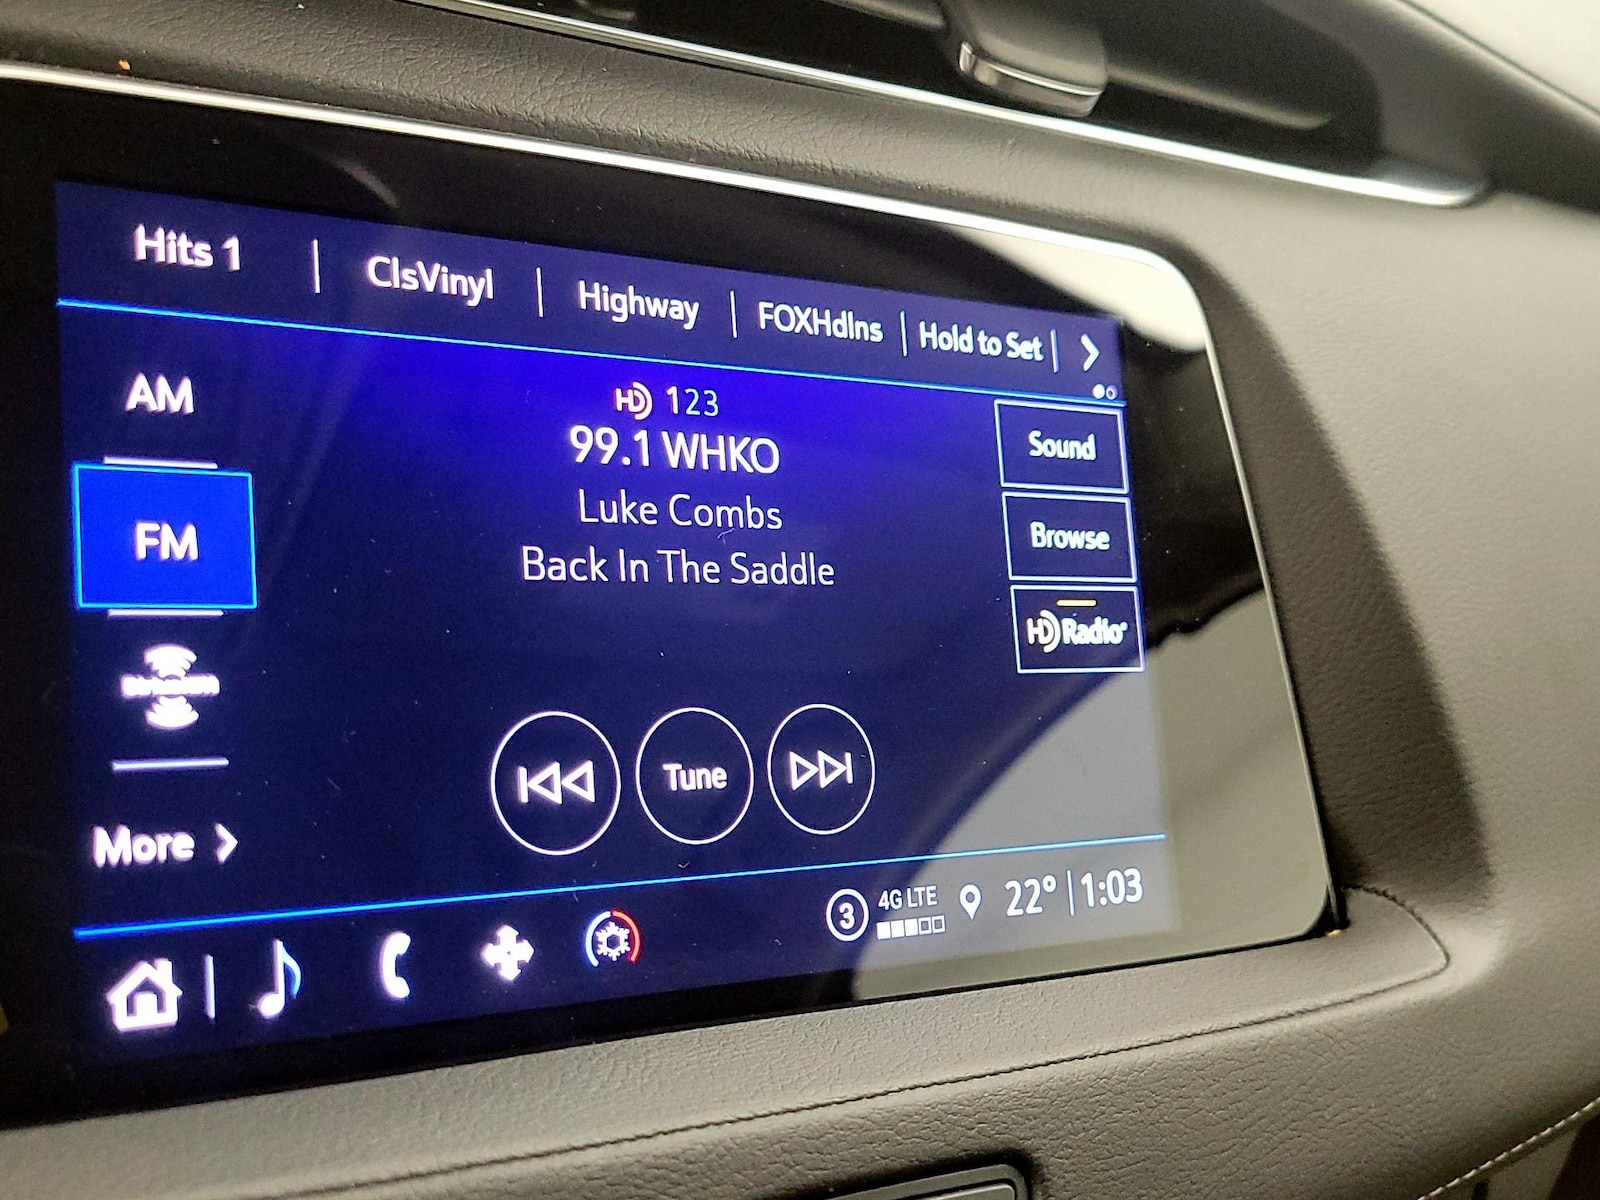 Hits 1 ClsVinyl Highway FOXHdlns Hold to Set
AM
FM
More
HD 123
99.1 WHKO
Luke Combs
Back In The Saddle
Tune
Sound
Browse
HD Radio
3 4G LTE 22° 1:03